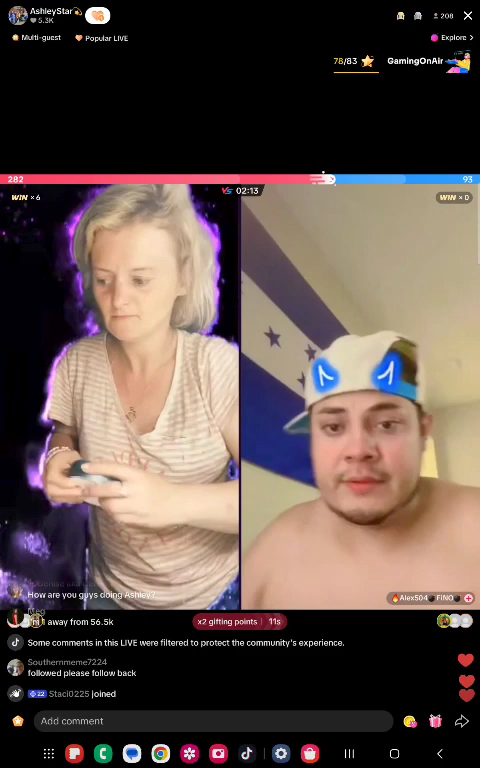 AshleyStar
5.3K
208
Multi-guest
Popular LIVE
Explore >
78/83
GamingOnAir
282
93
WIN × 6
VS 02:13
WIN × 0
How are you guys doing Ashley?
Meg
1 away from 56.5k
x2 gifting points | 11s
🔥Alex504 FINO
Some comments in this LIVE were filtered to protect the community's experience.
Southernmeme7224
followed please follow back
22 Staci0225 joined
Add comment